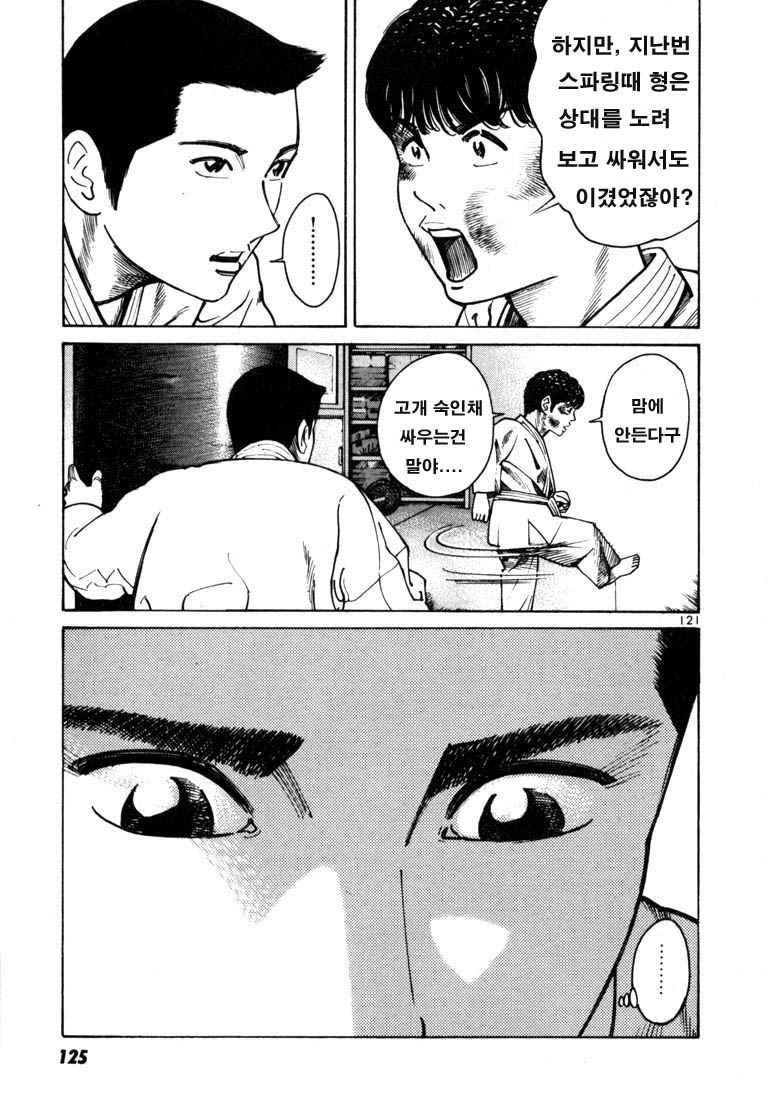 하지만, 지난번
스파링때 형은
상대를 노려
보고 싸워서도
이겼었잖아?
!………
고개 숙인채
싸우는건
말야....
맘에
안든다구
121
………
125